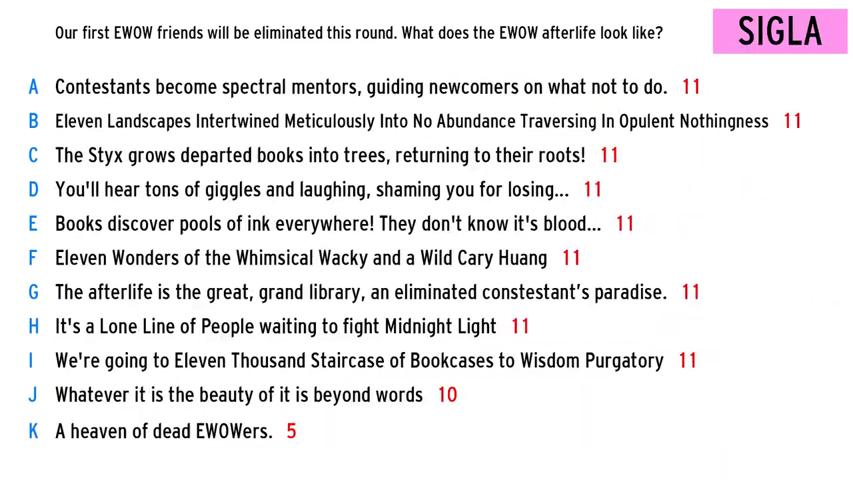 Our first EWOW friends will be eliminated this round. What does the EWOW afterlife look like?
SIGLA
A Contestants become spectral mentors, guiding newcomers on what not to do. 11
B Eleven Landscapes Intertwined Meticulously Into No Abundance Traversing In Opulent Nothingness 11
C The Styx grows departed books into trees, returning to their roots! 11
D You'll hear tons of giggles and laughing, shaming you for losing... 11
E Books discover pools of ink everywhere! They don't know it's blood... 11
F Eleven Wonders of the Whimsical Wacky and a Wild Cary Huang 11
G The afterlife is the great, grand library, an eliminated constestant’s paradise. 11
H It's a Lone Line of People waiting to fight Midnight Light 11
I We're going to Eleven Thousand Staircase of Bookcases to Wisdom Purgatory 11
J Whatever it is the beauty of it is beyond words 10
K A heaven of dead EWOWers. 5